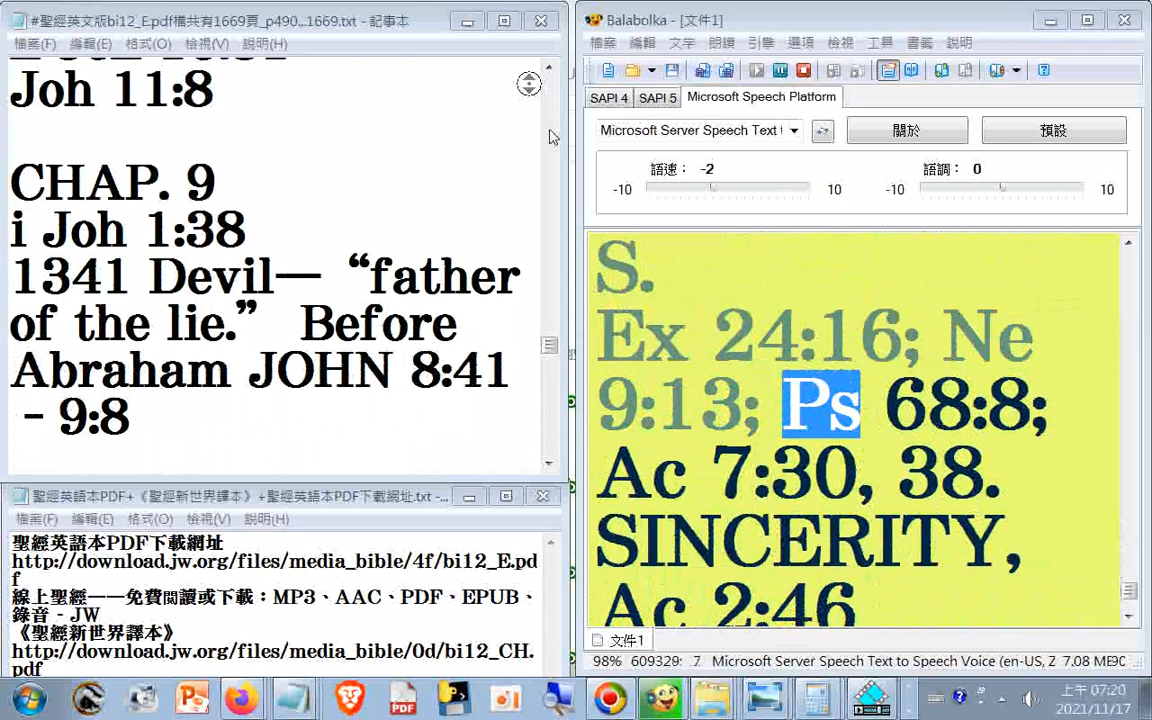 #聖經英文版bi12_E.pdf檔共有1669頁_p490...1669.txt - 記事本
檔案(F) 編輯(E) 格式(O) 檢視(V) 說明(H)
Joh 11:8
CHAP. 9
i Joh 1:38
1341 Devil—“father
of the lie.” Before
Abraham JOHN 8:41
- 9:8
聖經英語本PDF+《聖經新世界譯本》+聖經英語本PDF下載網址.txt - ...
檔案(F) 編輯(E) 格式(O) 檢視(V) 說明(H)
聖經英語本PDF下載網址
http://download.jw.org/files/media_bible/4f/bi12_E.pd
f
線上聖經——免費閱讀或下載：MP3、AAC、PDF、EPUB、
錄音 - JW
《聖經新世界譯本》
http://download.jw.org/files/media_bible/0d/bi12_CH.
pdf
Balabolka - [文件1]
檔案 編輯 文字 朗讀 引擎 選項 檢視 工具 書籤 說明
SAPI 4 SAPI 5 Microsoft Speech Platform
Microsoft Server Speech Text
關於 預設
語速： -2 語調： 0
-10 10 -10 10
S.
Ex 24:16; Ne
9:13; Ps 68:8;
Ac 7:30, 38.
SINCERITY,
Ac 2:46
文件1
98% 609329: .7 Microsoft Server Speech Text to Speech Voice (en-US, Z
上午 07:20
2021/11/17